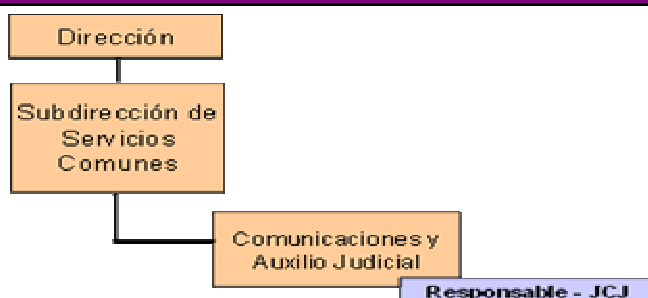 Dirección
Subdirección de
Servicios
Comunes
Comunicaciones y
Auxilio Judicial
Responsable - JCJ